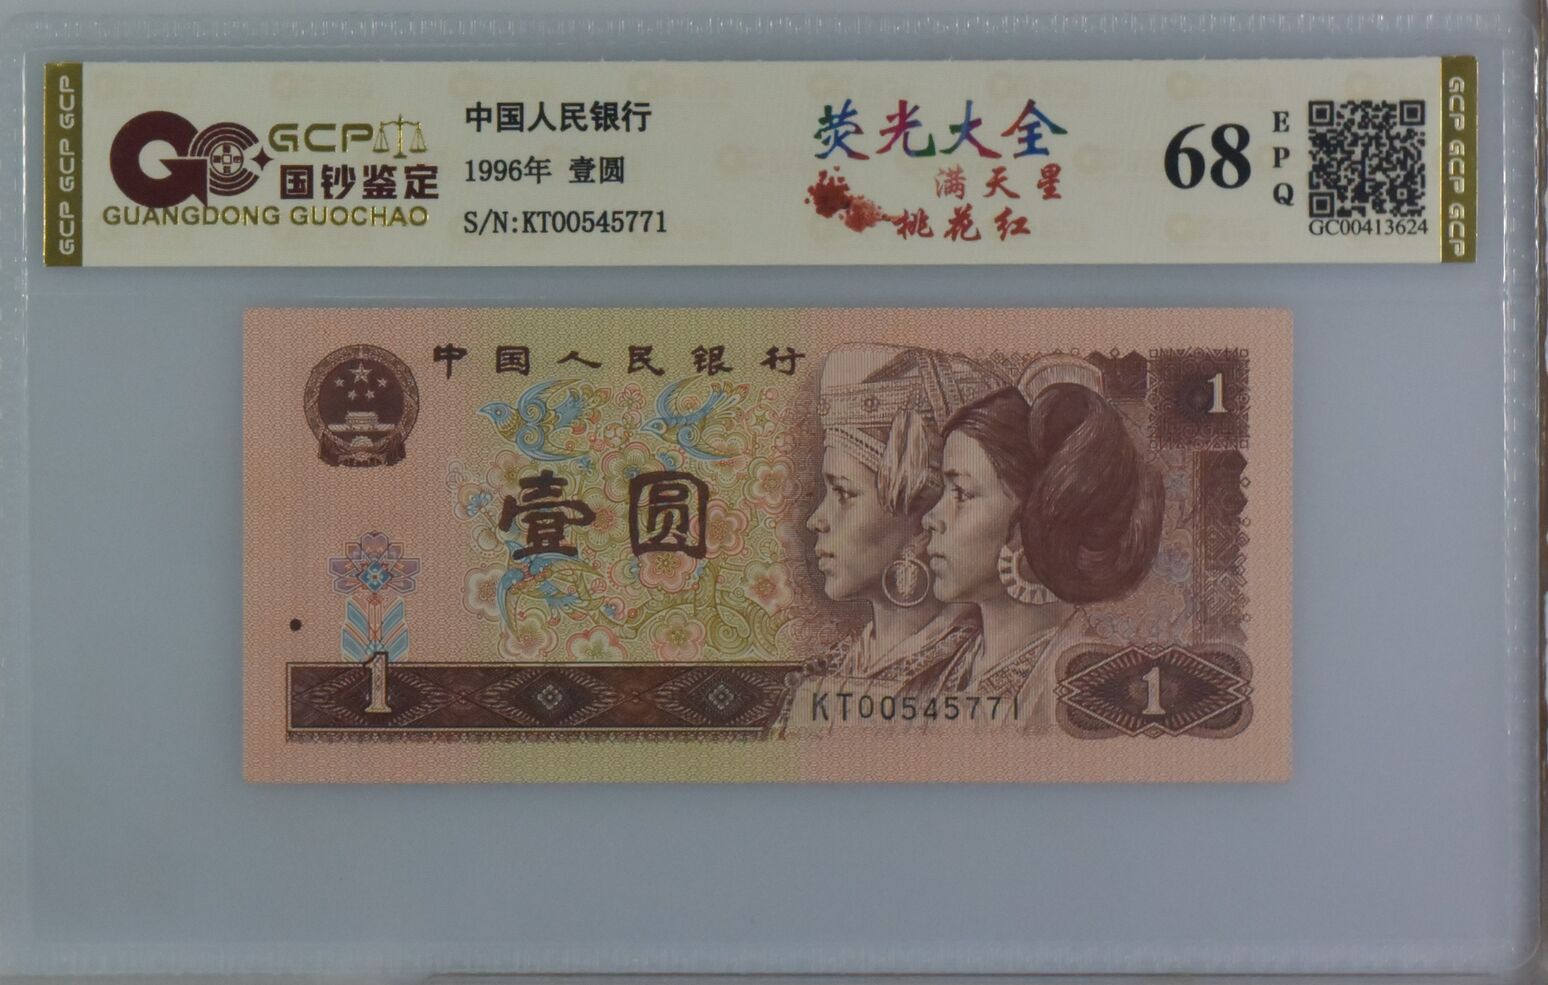 GCP GCP GCP
GCP
国钞鉴定
GUANGDONG GUOCHAO
中国人民银行
1996年 壹圆
S/N:KT00545771
荧光大全
满天星
桃花红
68
EPQ
GC00413624
GCP GCP GCP
中国人民银行
1
壹圆
1
KT00545771
1